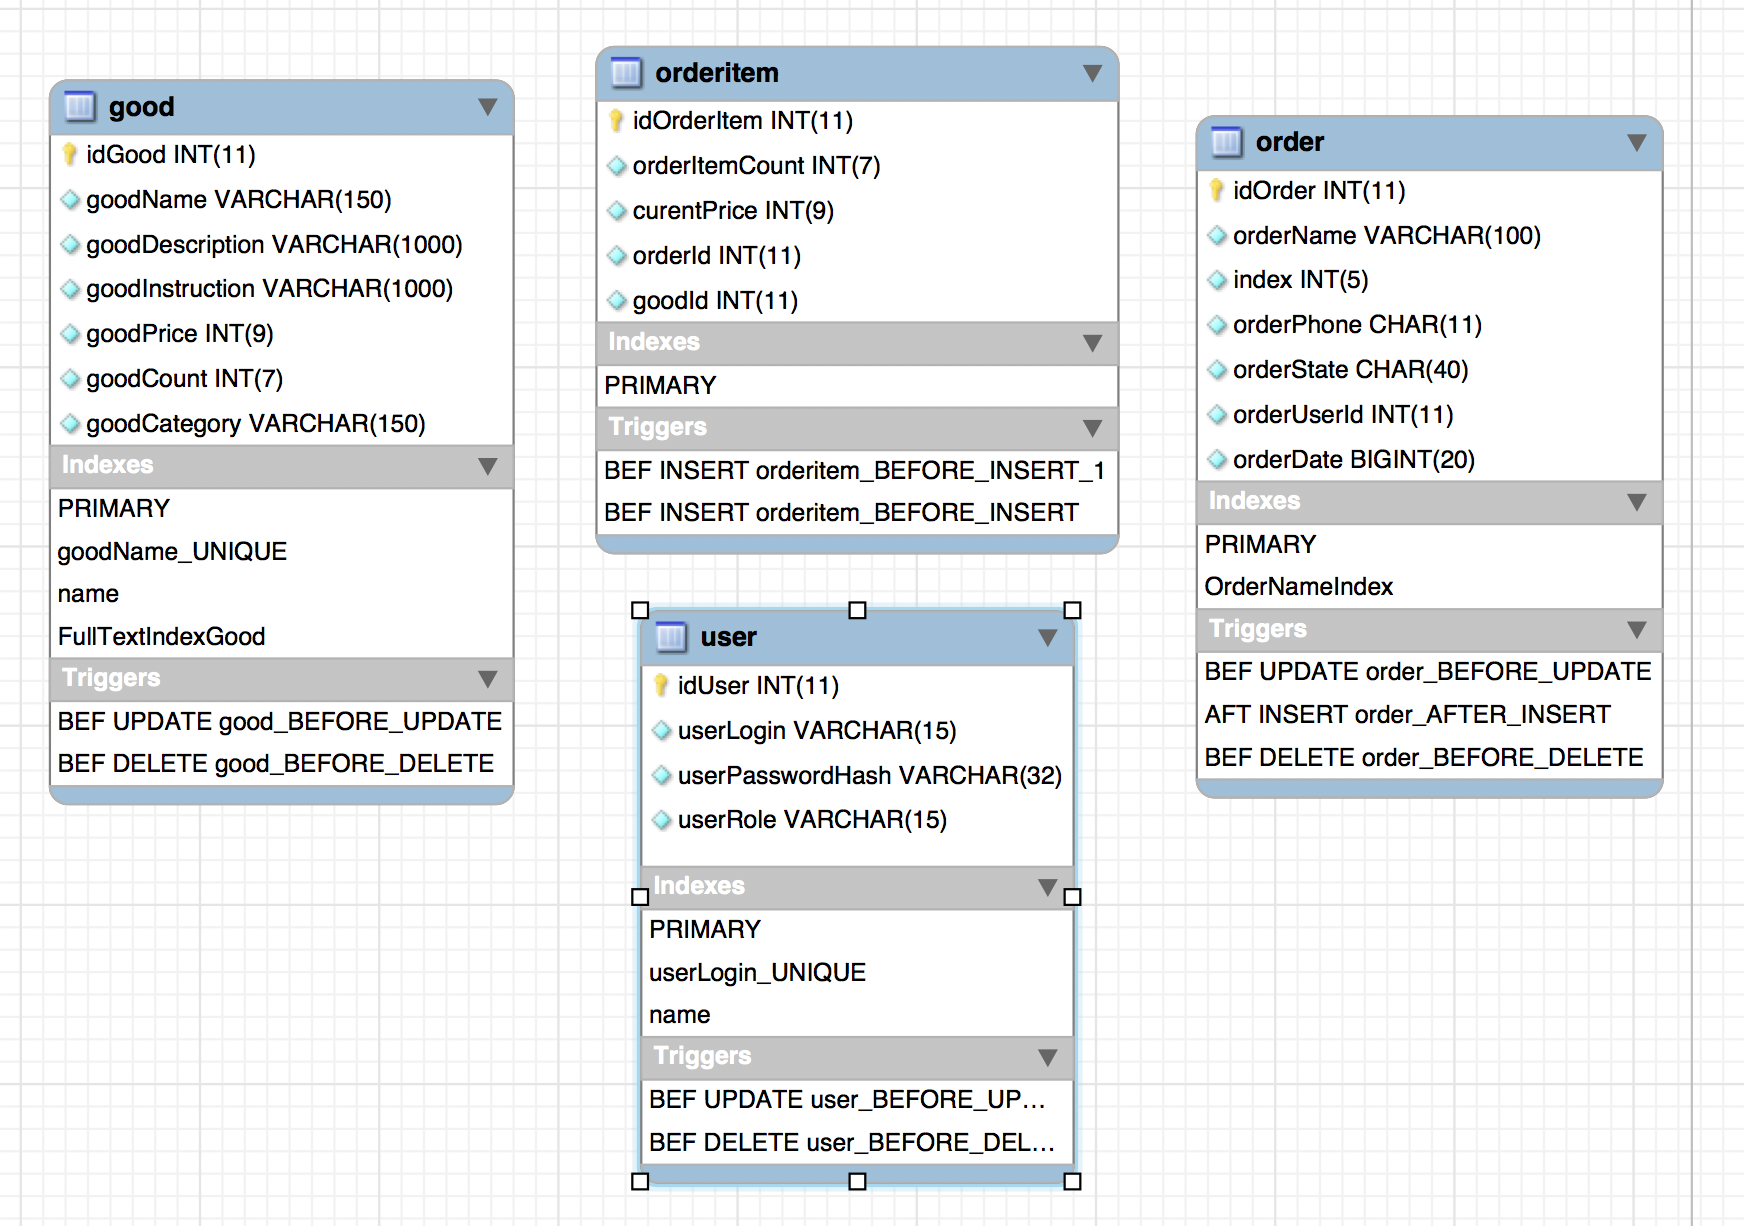 good
idGood INT(11)
goodName VARCHAR(150)
goodDescription VARCHAR(1000)
goodInstruction VARCHAR(1000)
goodPrice INT(9)
goodCount INT(7)
goodCategory VARCHAR(150)
Indexes
PRIMARY
goodName_UNIQUE
name
FullTextIndexGood
Triggers
BEF UPDATE good_BEFORE_UPDATE
BEF DELETE good_BEFORE_DELETE
orderitem
idOrderItem INT(11)
orderItemCount INT(7)
curentPrice INT(9)
orderId INT(11)
goodId INT(11)
Indexes
PRIMARY
Triggers
BEF INSERT orderitem_BEFORE_INSERT_1
BEF INSERT orderitem_BEFORE_INSERT
user
idUser INT(11)
userLogin VARCHAR(15)
userPasswordHash VARCHAR(32)
userRole VARCHAR(15)
Indexes
PRIMARY
userLogin_UNIQUE
name
Triggers
BEF UPDATE user_BEFORE_UP...
BEF DELETE user_BEFORE_DEL...
order
idOrder INT(11)
orderName VARCHAR(100)
index INT(5)
orderPhone CHAR(11)
orderState CHAR(40)
orderUserId INT(11)
orderDate BIGINT(20)
Indexes
PRIMARY
OrderNameIndex
Triggers
BEF UPDATE order_BEFORE_UPDATE
AFT INSERT order_AFTER_INSERT
BEF DELETE order_BEFORE_DELETE